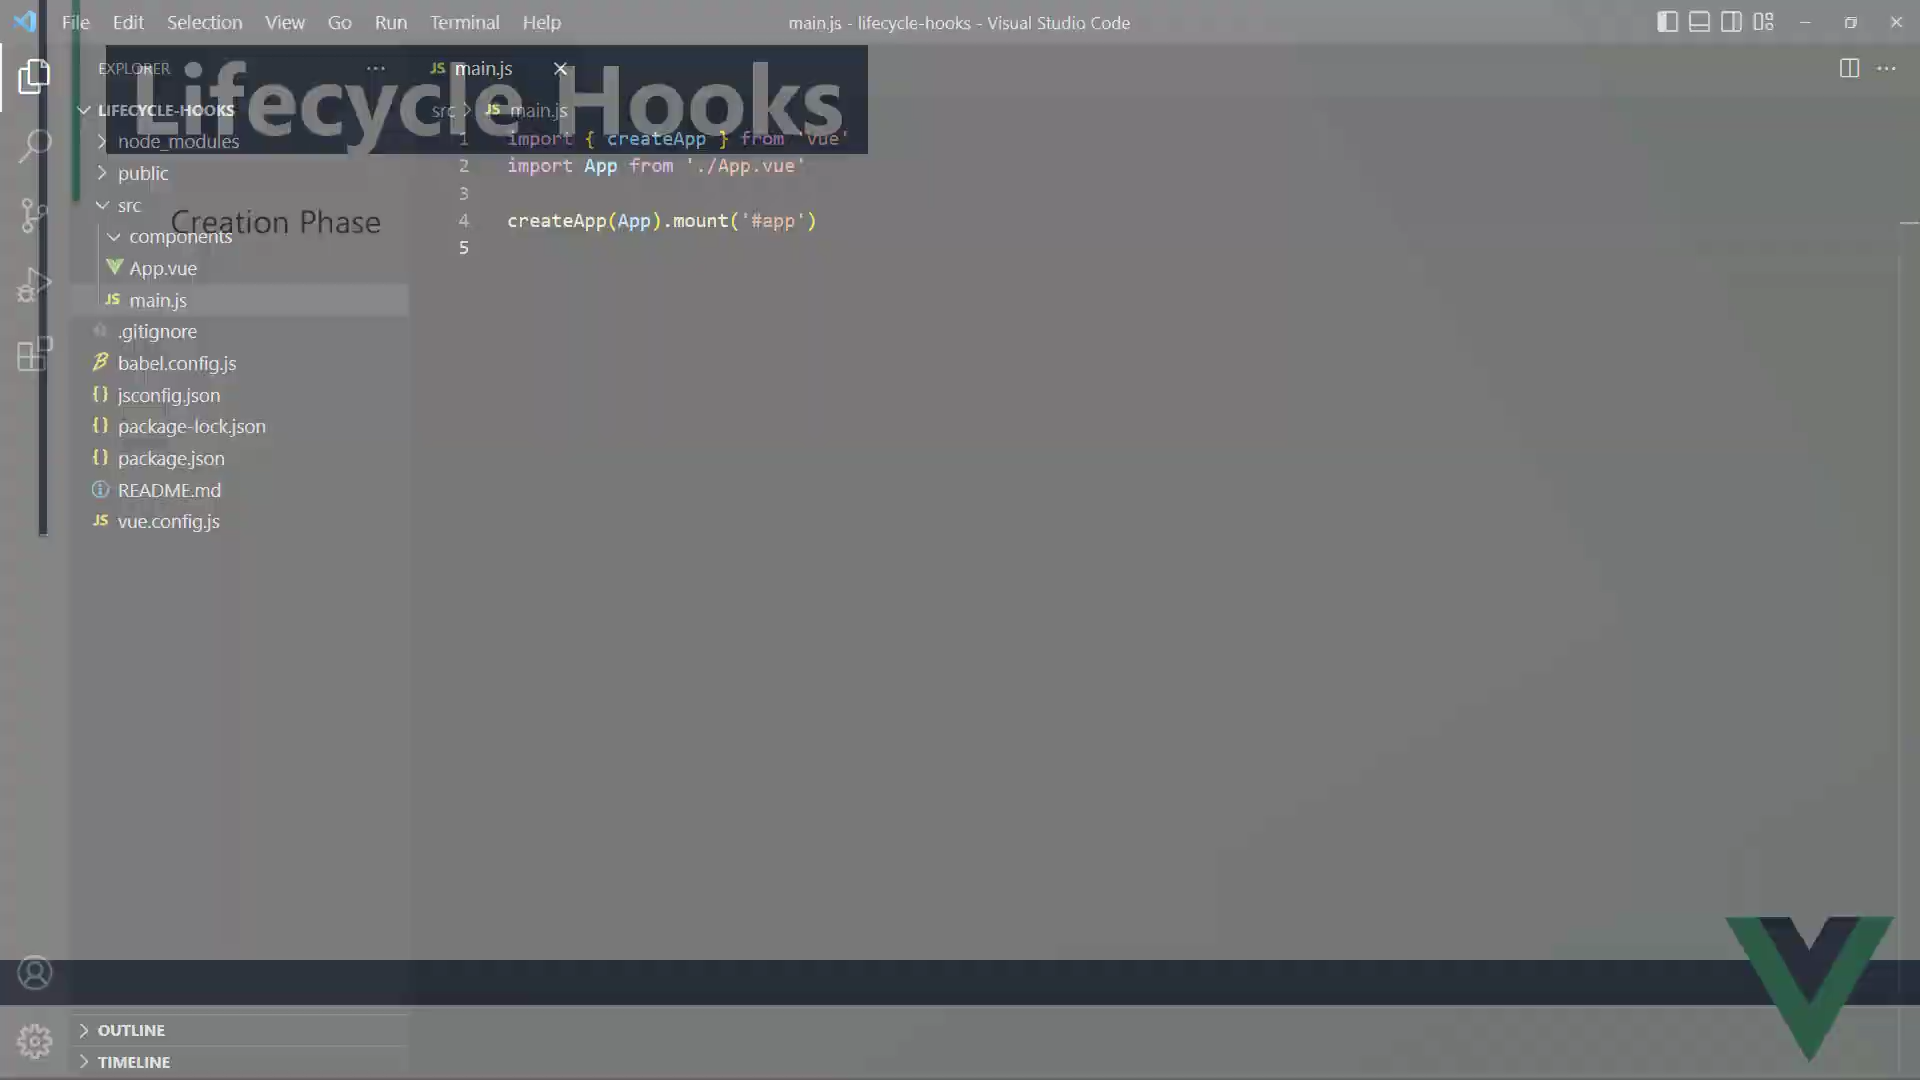 File Edit Selection View Go Run Terminal Help
main.js - lifecycle-hooks - Visual Studio Code
Lifecycle Hooks
Creation Phase
EXPLORER
LIFECYCLE-HOOKS
node_modules
public
src
components
App.vue
JS main.js
.gitignore
babel.config.js
{} jsconfig.json
{} package-lock.json
{} package.json
README.md
JS vue.config.js
OUTLINE
TIMELINE
JS main.js
src > JS main.js
1 import { createApp } from 'vue'
2 import App from './App.vue'
3
4 createApp(App).mount('#app')
5